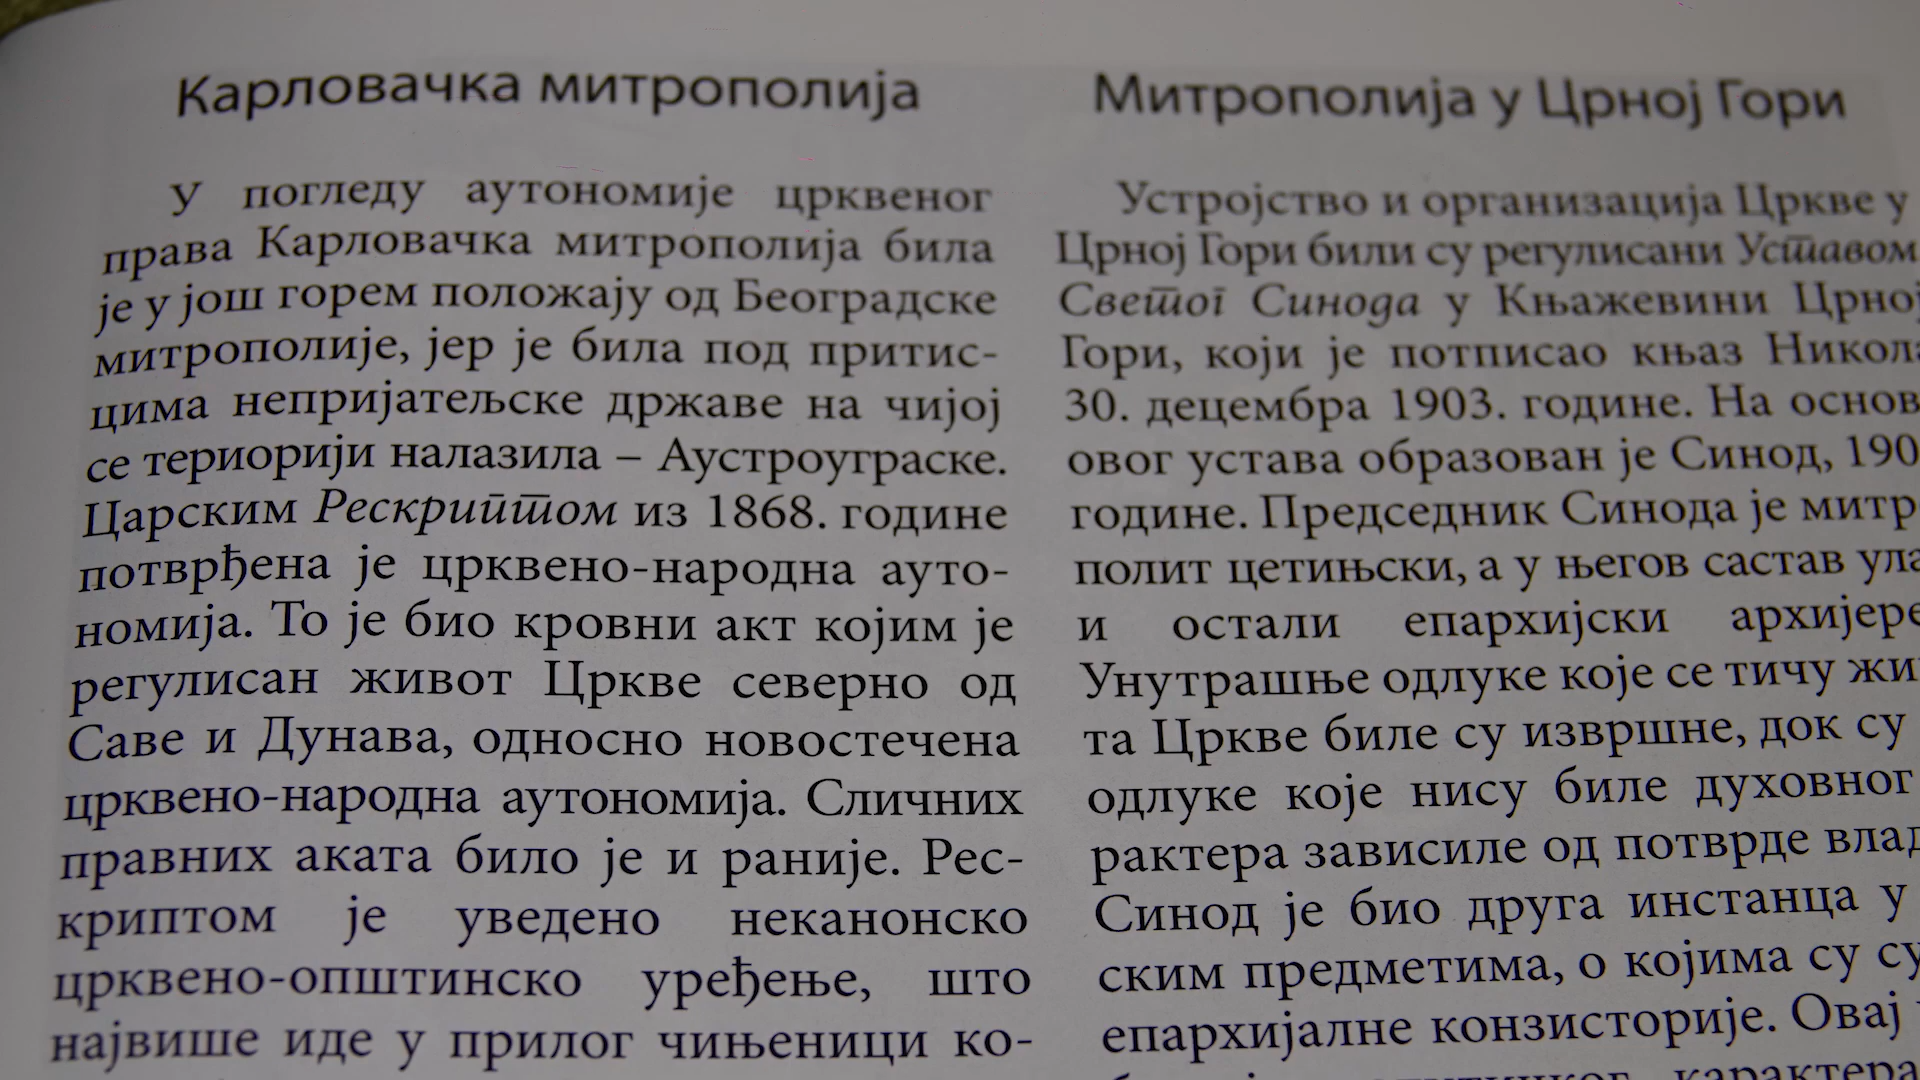 Карловачка митрополија
У погледу аутономије црквеног
права Карловачка митрополија била
је у још горем положају од Београдске
митрополије, јер је била под притис-
цима непријатељске државе на чијој
се териорији налазила – Аустроуграске.
Царским Рескриптом из 1868. године
потврђена је црквено-народна ауто-
номија. То је био кровни акт којим је
регулисан живот Цркве северно од
Саве и Дунава, односно новостечена
црквено-народна аутономија. Сличних
правних аката било је и раније. Рес-
криптом је уведено неканонско
црквено-општинско уређење, што
највише иде у прилог чињеници ко-
Митрополија у Црној Гори
Устројство и организација Цркве у
Црној Гори били су регулисани Уставом
Светог Синода у Књажевини Црној
Гори, који је потписао књаз Никола
30. децембра 1903. године. На основ
овог устава образован је Синод, 190
године. Председник Синода је митр
полит цетињски, а у његов састав ула
и остали епархијски архијере
Унутрашње одлуке које се тичу жи
та Цркве биле су извршне, док су
одлуке које нису биле духовног
рактера зависиле од потврде влад
Синод је био друга инстанца у
ским предметима, о којима су су
епархијалне конзисторије. Овај
карактера